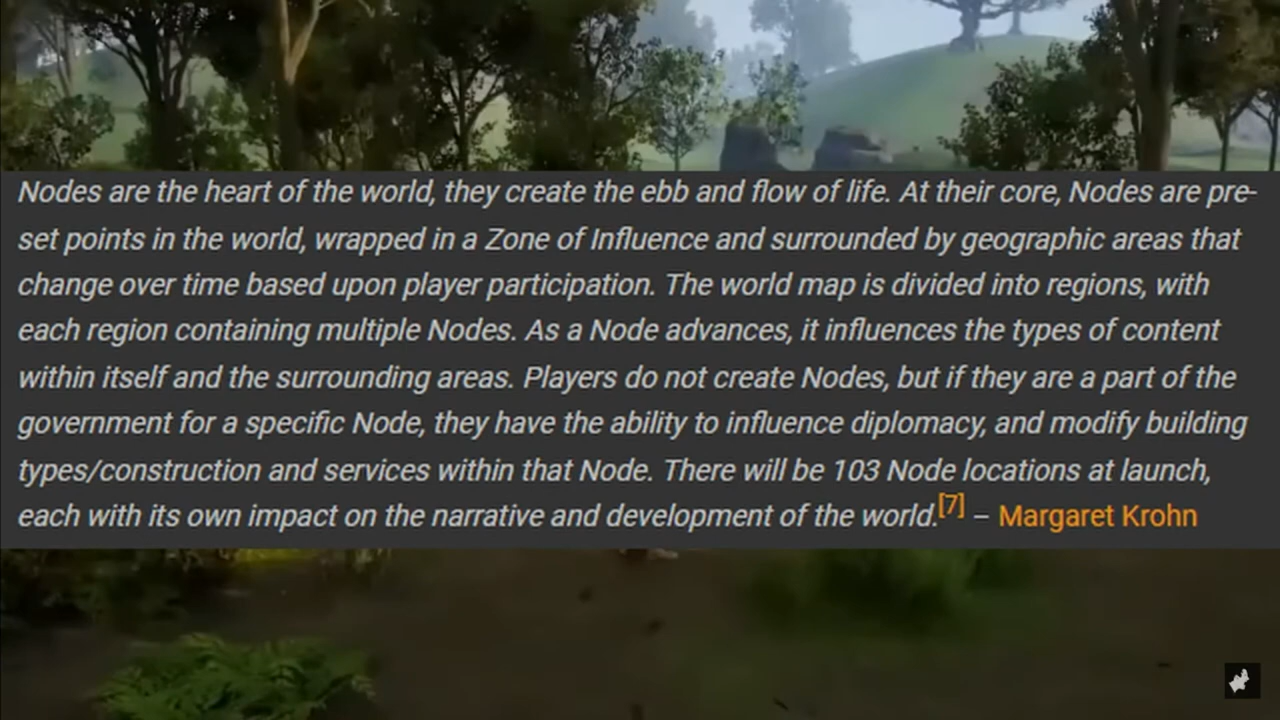 Nodes are the heart of the world, they create the ebb and flow of life. At their core, Nodes are pre-
set points in the world, wrapped in a Zone of Influence and surrounded by geographic areas that
change over time based upon player participation. The world map is divided into regions, with
each region containing multiple Nodes. As a Node advances, it influences the types of content
within itself and the surrounding areas. Players do not create Nodes, but if they are a part of the
government for a specific Node, they have the ability to influence diplomacy, and modify building
types/construction and services within that Node. There will be 103 Node locations at launch,
each with its own impact on the narrative and development of the world.[7] – Margaret Krohn